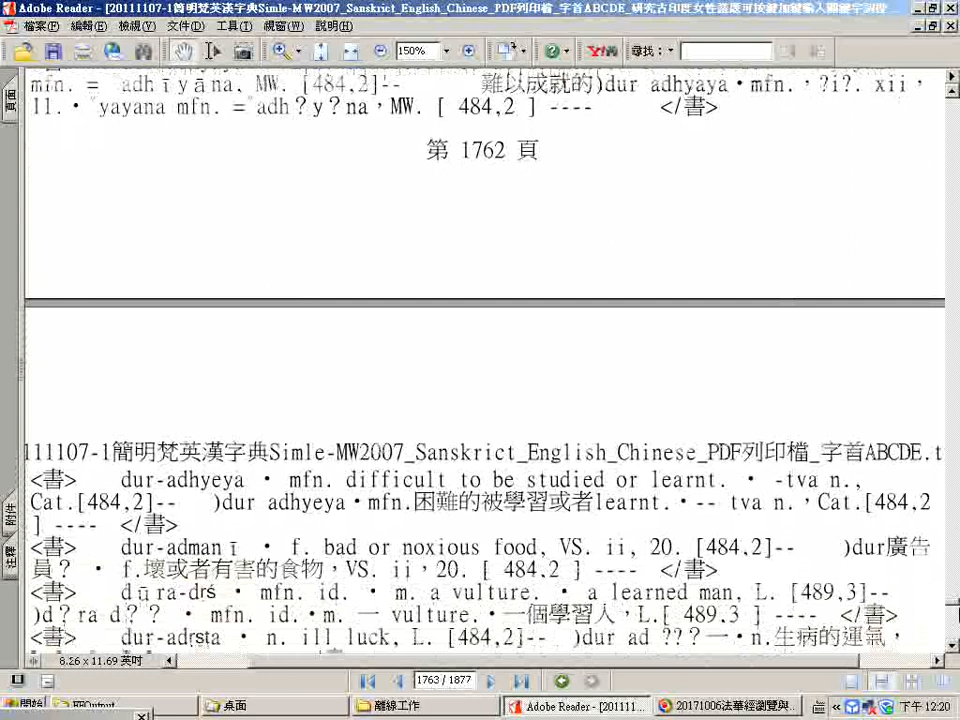 Adobe Reader - [20111107-1簡明梵英漢字典Simle-MW2007_Sanskrict_English_Chinese_PDF列印檔_字首ABCDE_研究古印度女性
檔案(F) 編輯(E) 檢視(V) 文件(D) 工具(T) 視窗(W) 說明(H)
150% Y! 尋找：
頁面
mfn. = adhīyāna, MW. [484,2]-- 難以成就的)dur adhyaya‧mfn.，?i?. xii，
11.‧ yayana mfn. = adh？y？na，MW. [ 484,2 ] ---- </書>
第 1762 頁
111107-1簡明梵英漢字典Simle-MW2007_Sanskrict_English_Chinese_PDF列印檔_字首ABCDE.t
<書> dur-adhyeya ‧ mfn. difficult to be studied or learnt. ‧ -tva n.,
Cat.[484,2]-- )dur adhyeya‧mfn.困難的被學習或者learnt.‧-- tva n.，Cat.[484,2
] ---- </書>
<書> dur-admanī ‧ f. bad or noxious food, VS. ii, 20. [484,2]-- )dur廣告
員？ ‧ f.壞或者有害的食物，VS. ii，20. [ 484,2 ] ---- </書>
<書> dūra-dṛś ‧ mfn. id. ‧ m. a vulture. ‧ a learned man, L. [489,3]--
)d？ra d？？ ‧ mfn. id.‧m. 一 vulture.‧一個學習人，L.[ 489,3 ] ---- </書>
<書> dur-adṛṣṭa ‧ n. ill luck, L. [484,2]-- )dur ad ???一‧n.生病的運氣，
附件
註釋
8.26 x 11.69 英吋
1763 / 1877
開始 FFOutput 桌面 離線工作 Adobe Reader - [2011... 20171006法華經瀏覽與... 下午 12:20